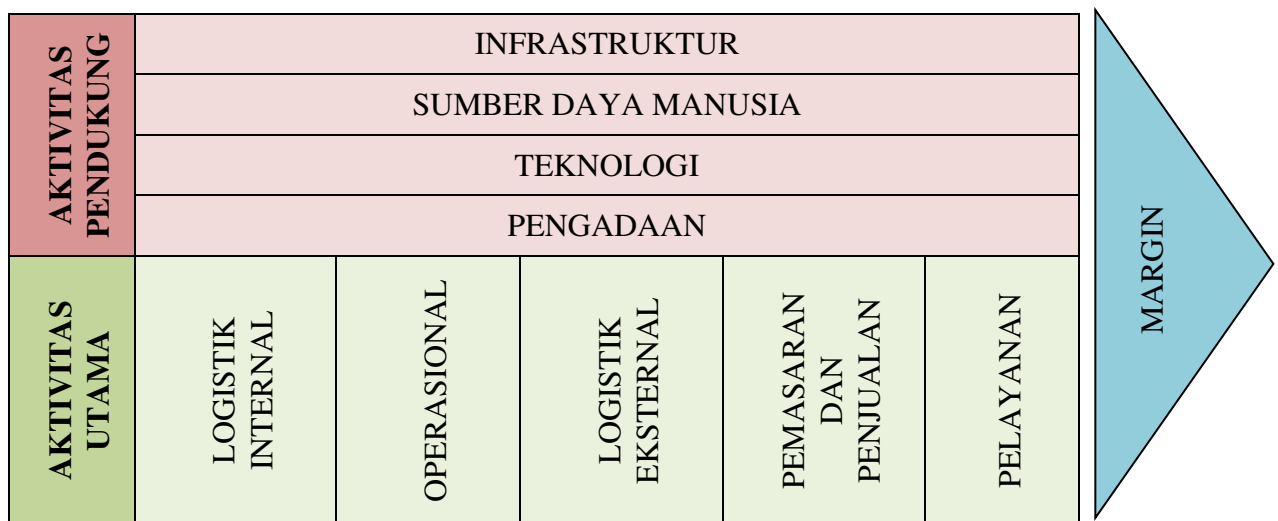 AKTIVITAS
PENDUKUNG
INFRASTRUKTUR
SUMBER DAYA MANUSIA
TEKNOLOGI
PENGADAAN
AKTIVITAS
UTAMA
LOGISTIK
INTERNAL
OPERASIONAL
LOGISTIK
EKSTERNAL
PEMASARAN
DAN
PENJUALAN
PELAYANAN
MARGIN